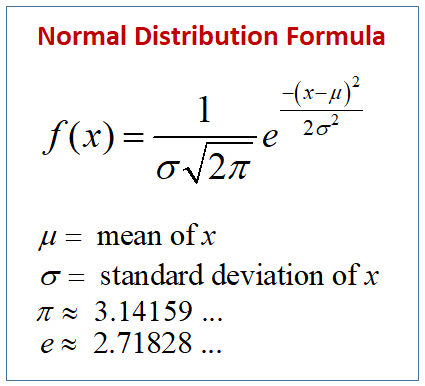 Normal Distribution Formula
f(x) = 1 / (σ√2π) e^(−(x−μ)² / 2σ²)
μ = mean of x
σ = standard deviation of x
π ≈ 3.14159 ...
e ≈ 2.71828 ...